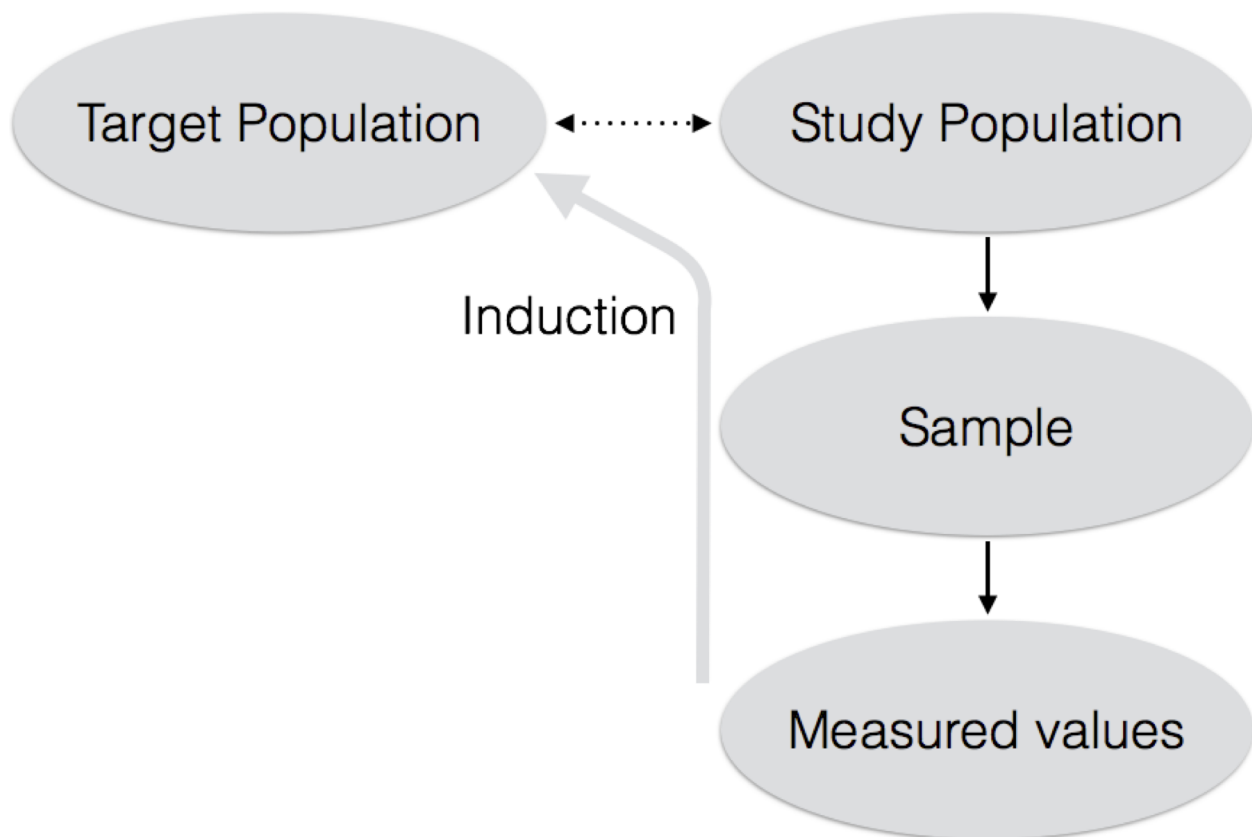 Target Population
Study Population
Induction
Sample
Measured values